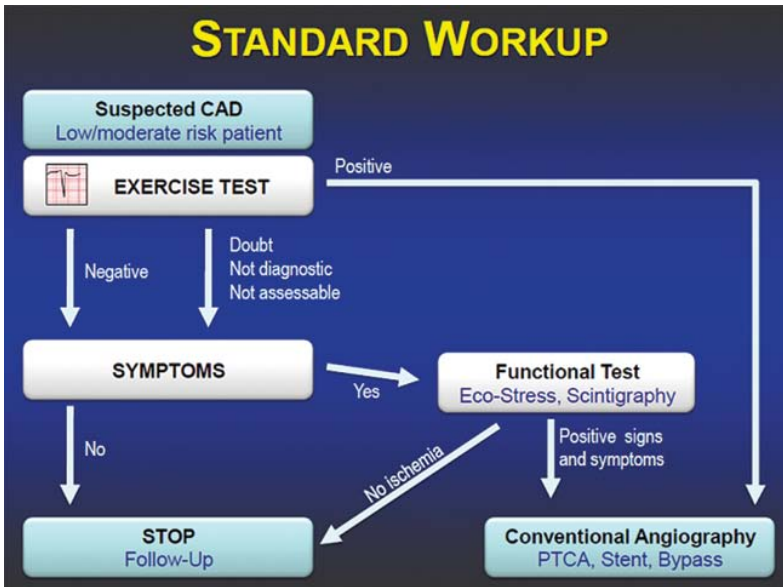 STANDARD WORKUP
Suspected CAD
Low/moderate risk patient
EXERCISE TEST
Positive
Negative
Doubt
Not diagnostic
Not assessable
SYMPTOMS
Yes
Functional Test
Eco-Stress, Scintigraphy
No
No ischemia
Positive signs
and symptoms
STOP
Follow-Up
Conventional Angiography
PTCA, Stent, Bypass